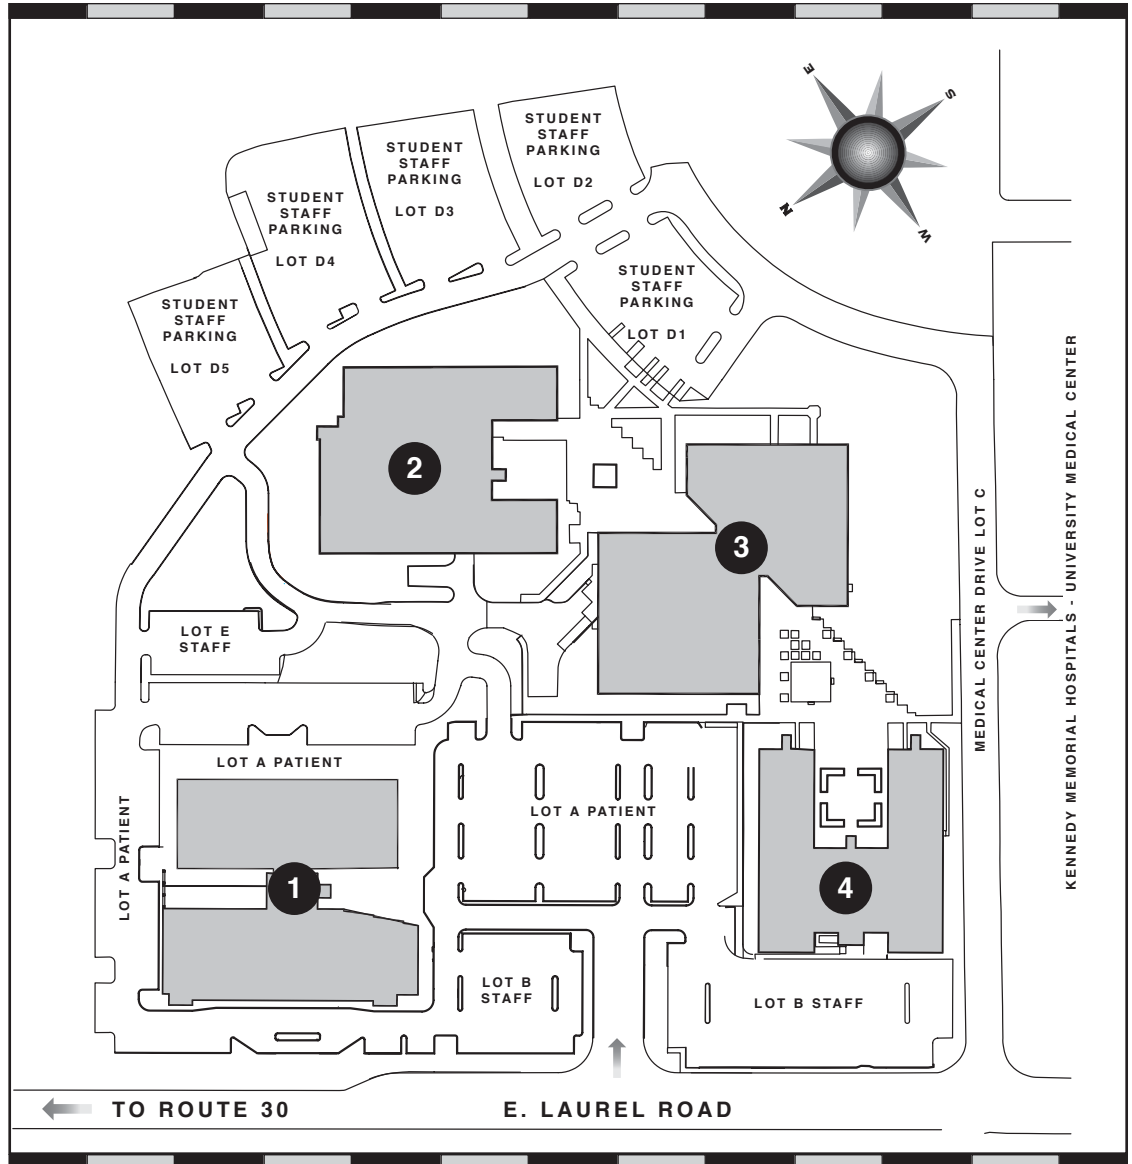 E
S
N
W
STUDENT
STAFF
PARKING
LOT D2
STUDENT
STAFF
PARKING
LOT D3
STUDENT
STAFF
PARKING
LOT D4
STUDENT
STAFF
PARKING
LOT D1
STUDENT
STAFF
PARKING
LOT D5
2
3
LOT E
STAFF
MEDICAL CENTER DRIVE LOT C
KENNEDY MEMORIAL HOSPITALS - UNIVERSITY MEDICAL CENTER
LOT A PATIENT
LOT A PATIENT
LOT A PATIENT
1
4
LOT B
STAFF
LOT B STAFF
TO ROUTE 30
E. LAUREL ROAD